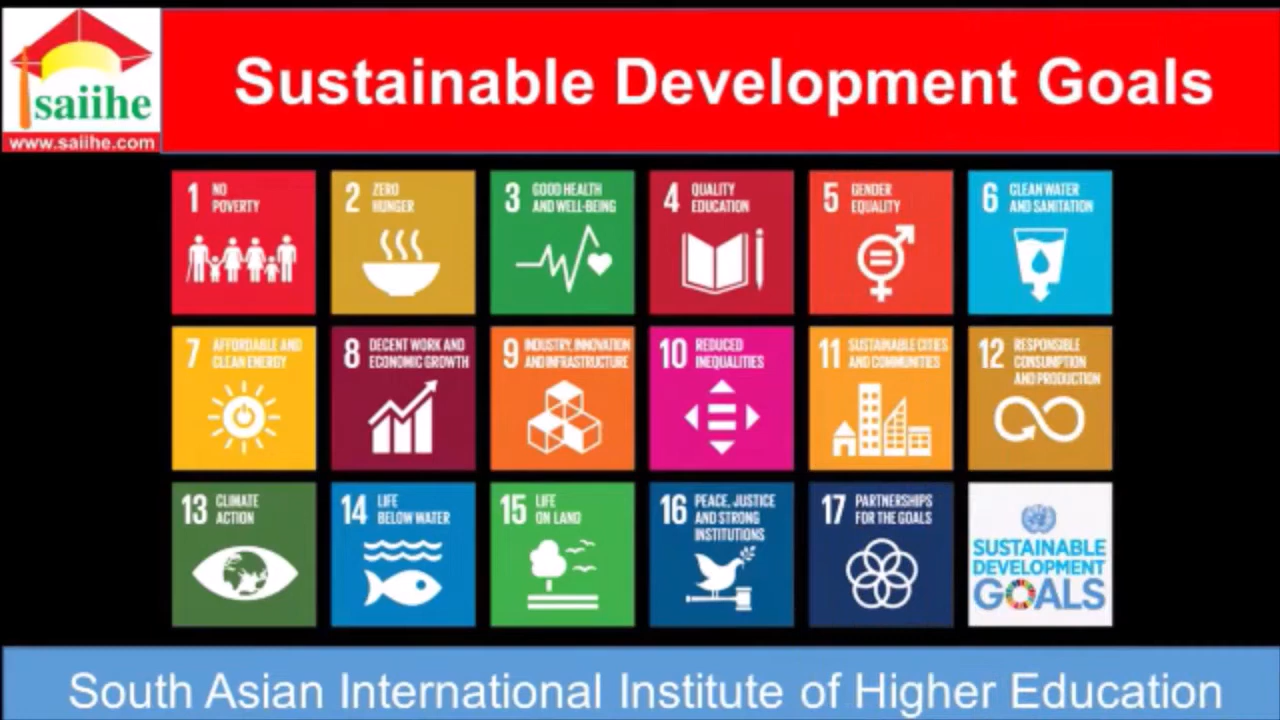 saiihe
www.saiihe.com
Sustainable Development Goals
1 NO
POVERTY
2 ZERO
HUNGER
3 GOOD HEALTH
AND WELL-BEING
4 QUALITY
EDUCATION
5 GENDER
EQUALITY
6 CLEAN WATER
AND SANITATION
7 AFFORDABLE AND
CLEAN ENERGY
8 DECENT WORK AND
ECONOMIC GROWTH
9 INDUSTRY, INNOVATION
AND INFRASTRUCTURE
10 REDUCED
INEQUALITIES
11 SUSTAINABLE CITIES
AND COMMUNITIES
12 RESPONSIBLE
CONSUMPTION
AND PRODUCTION
13 CLIMATE
ACTION
14 LIFE
BELOW WATER
15 LIFE
ON LAND
16 PEACE, JUSTICE
AND STRONG
INSTITUTIONS
17 PARTNERSHIPS
FOR THE GOALS
SUSTAINABLE
DEVELOPMENT
GOALS
South Asian International Institute of Higher Education